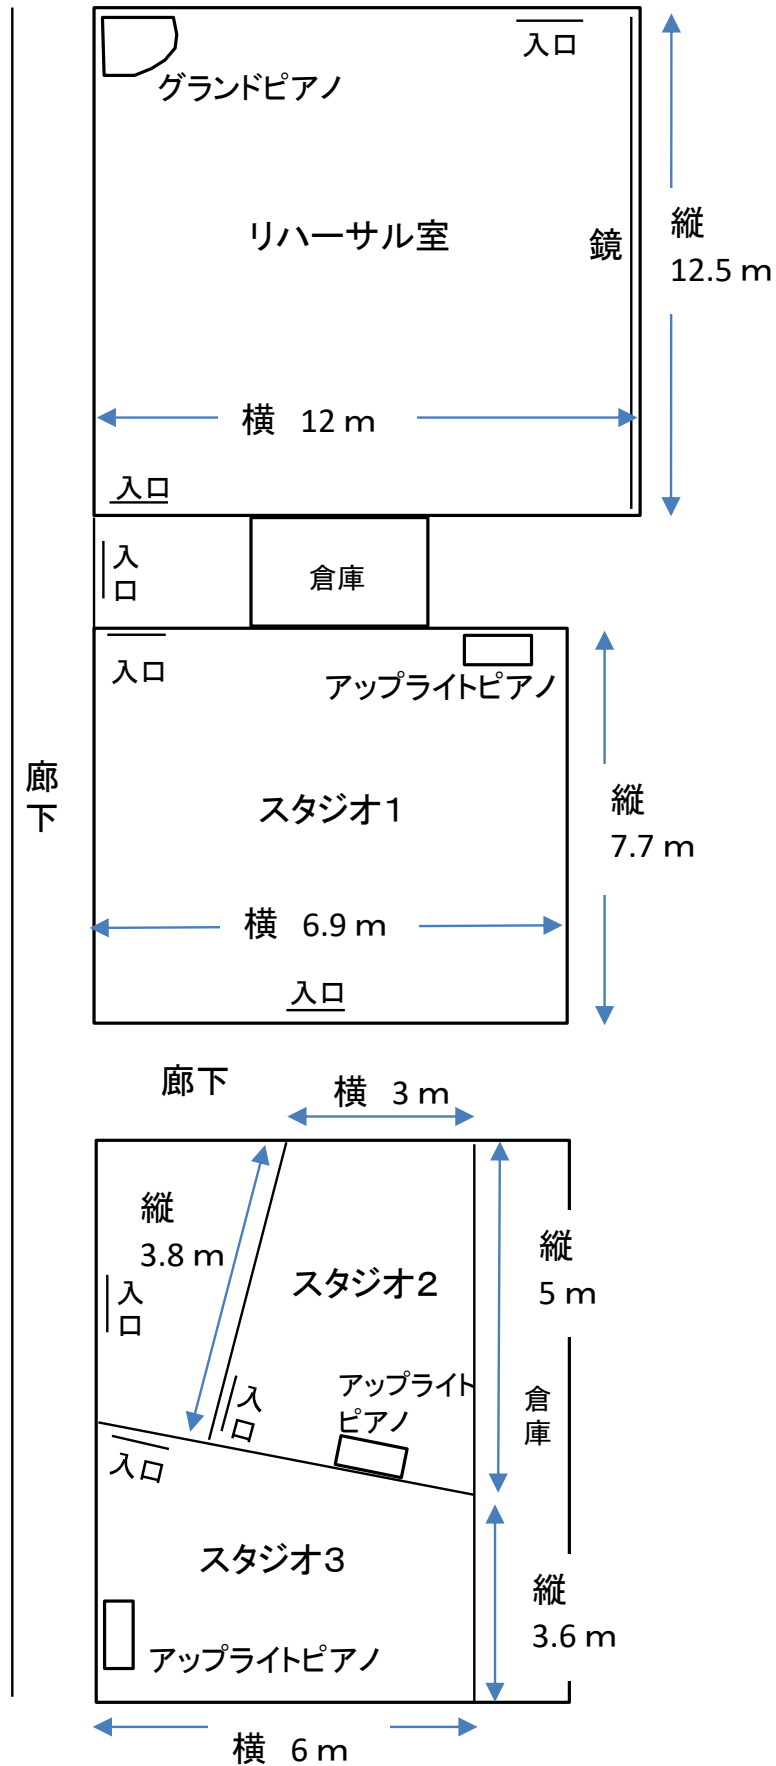 入口
グランドピアノ
リハーサル室
鏡
縦
12.5 m
横 12 m
入口
入口
倉庫
入口
アップライトピアノ
廊下
スタジオ1
縦
7.7 m
横 6.9 m
入口
廊下
横 3 m
縦
3.8 m
スタジオ2
縦
5 m
入口
入口
アップライト
ピアノ
倉庫
入口
スタジオ3
縦
3.6 m
アップライトピアノ
横 6 m